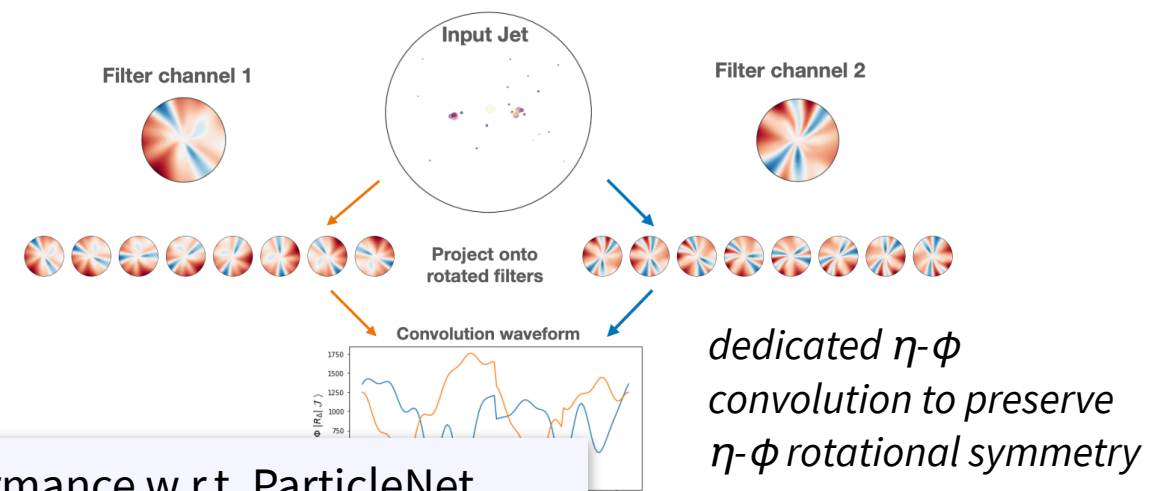 Input Jet
Filter channel 1
Filter channel 2
Project onto
rotated filters
Convolution waveform
1750
1500
1250
1000
750
Φ |R_Δ| J ⟩
dedicated η-ϕ
convolution to preserve
η-ϕ rotational symmetry
w.r.t. ParticleNet